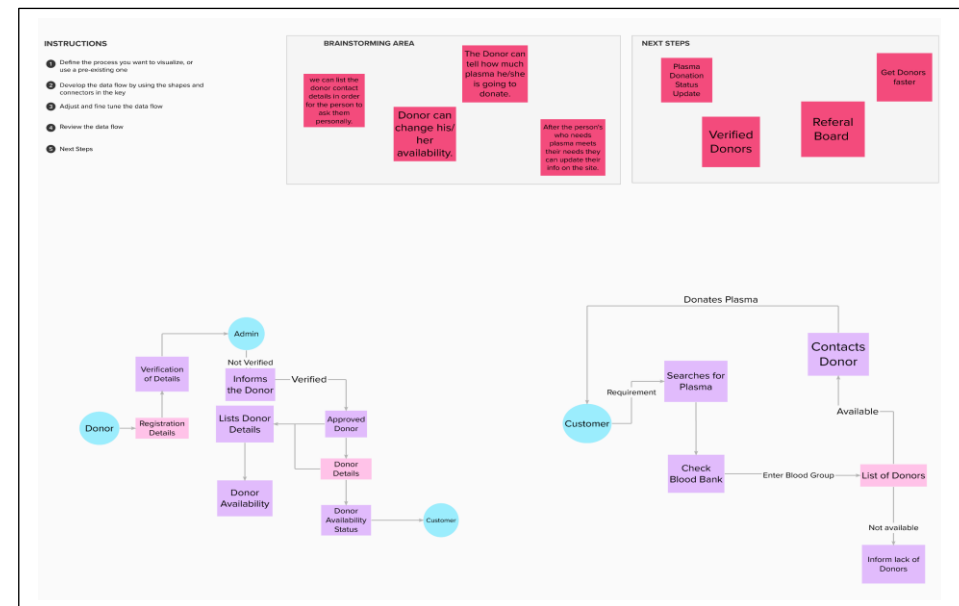 INSTRUCTIONS
1 Define the process you want to visualize, or
use a pre-existing one
2 Develop the data flow by using the shapes and
connectors in the key
3 Adjust and fine tune the data flow
4 Review the data flow
5 Next Steps
BRAINSTORMING AREA
we can list the
donor contact
details in order
for the person to
ask them
personally.
Donor can
change his/
her
availability.
The Donor can
tell how much
plasma he/she
is going to
donate.
After the person's
who needs
plasma meets
their needs they
can update their
info on the site.
NEXT STEPS
Plasma
Donation
Status
Update
Verified
Donors
Referal
Board
Get Donors
faster
Admin
Not Verified
Verification
of Details
Informs
the Donor
Verified
Donor
Registration
Details
Lists Donor
Details
Approved
Donor
Donor
Details
Donor
Availability
Donor
Availability
Status
Customer
Donates Plasma
Contacts
Donor
Searches for
Plasma
Requirement
Customer
Available
Check
Blood Bank
Enter Blood Group
List of Donors
Not available
Inform lack of
Donors